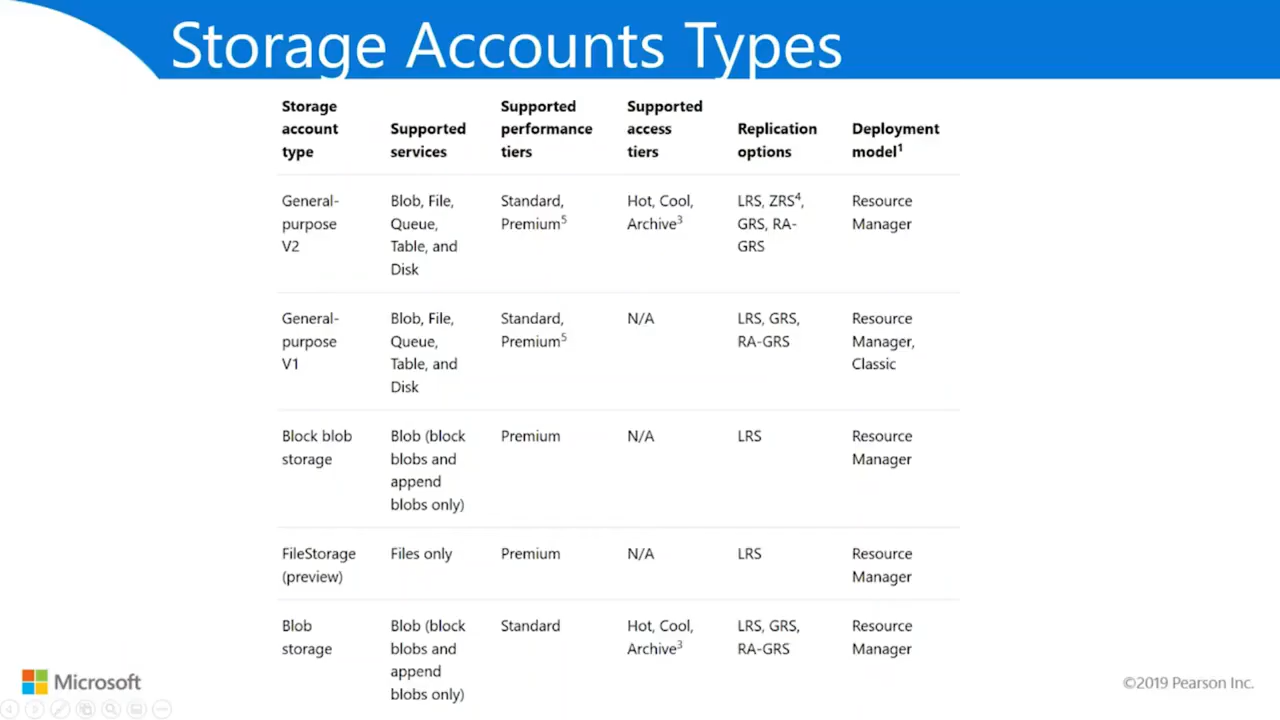 Storage Accounts Types
Storage account type
Supported services
Supported performance tiers
Supported access tiers
Replication options
Deployment model¹
General-purpose V2
Blob, File, Queue, Table, and Disk
Standard, Premium⁵
Hot, Cool, Archive³
LRS, ZRS⁴, GRS, RA-GRS
Resource Manager
General-purpose V1
Blob, File, Queue, Table, and Disk
Standard, Premium⁵
N/A
LRS, GRS, RA-GRS
Resource Manager, Classic
Block blob storage
Blob (block blobs and append blobs only)
Premium
N/A
LRS
Resource Manager
FileStorage (preview)
Files only
Premium
N/A
LRS
Resource Manager
Blob storage
Blob (block blobs and append blobs only)
Standard
Hot, Cool, Archive³
LRS, GRS, RA-GRS
Resource Manager
Microsoft
©2019 Pearson Inc.